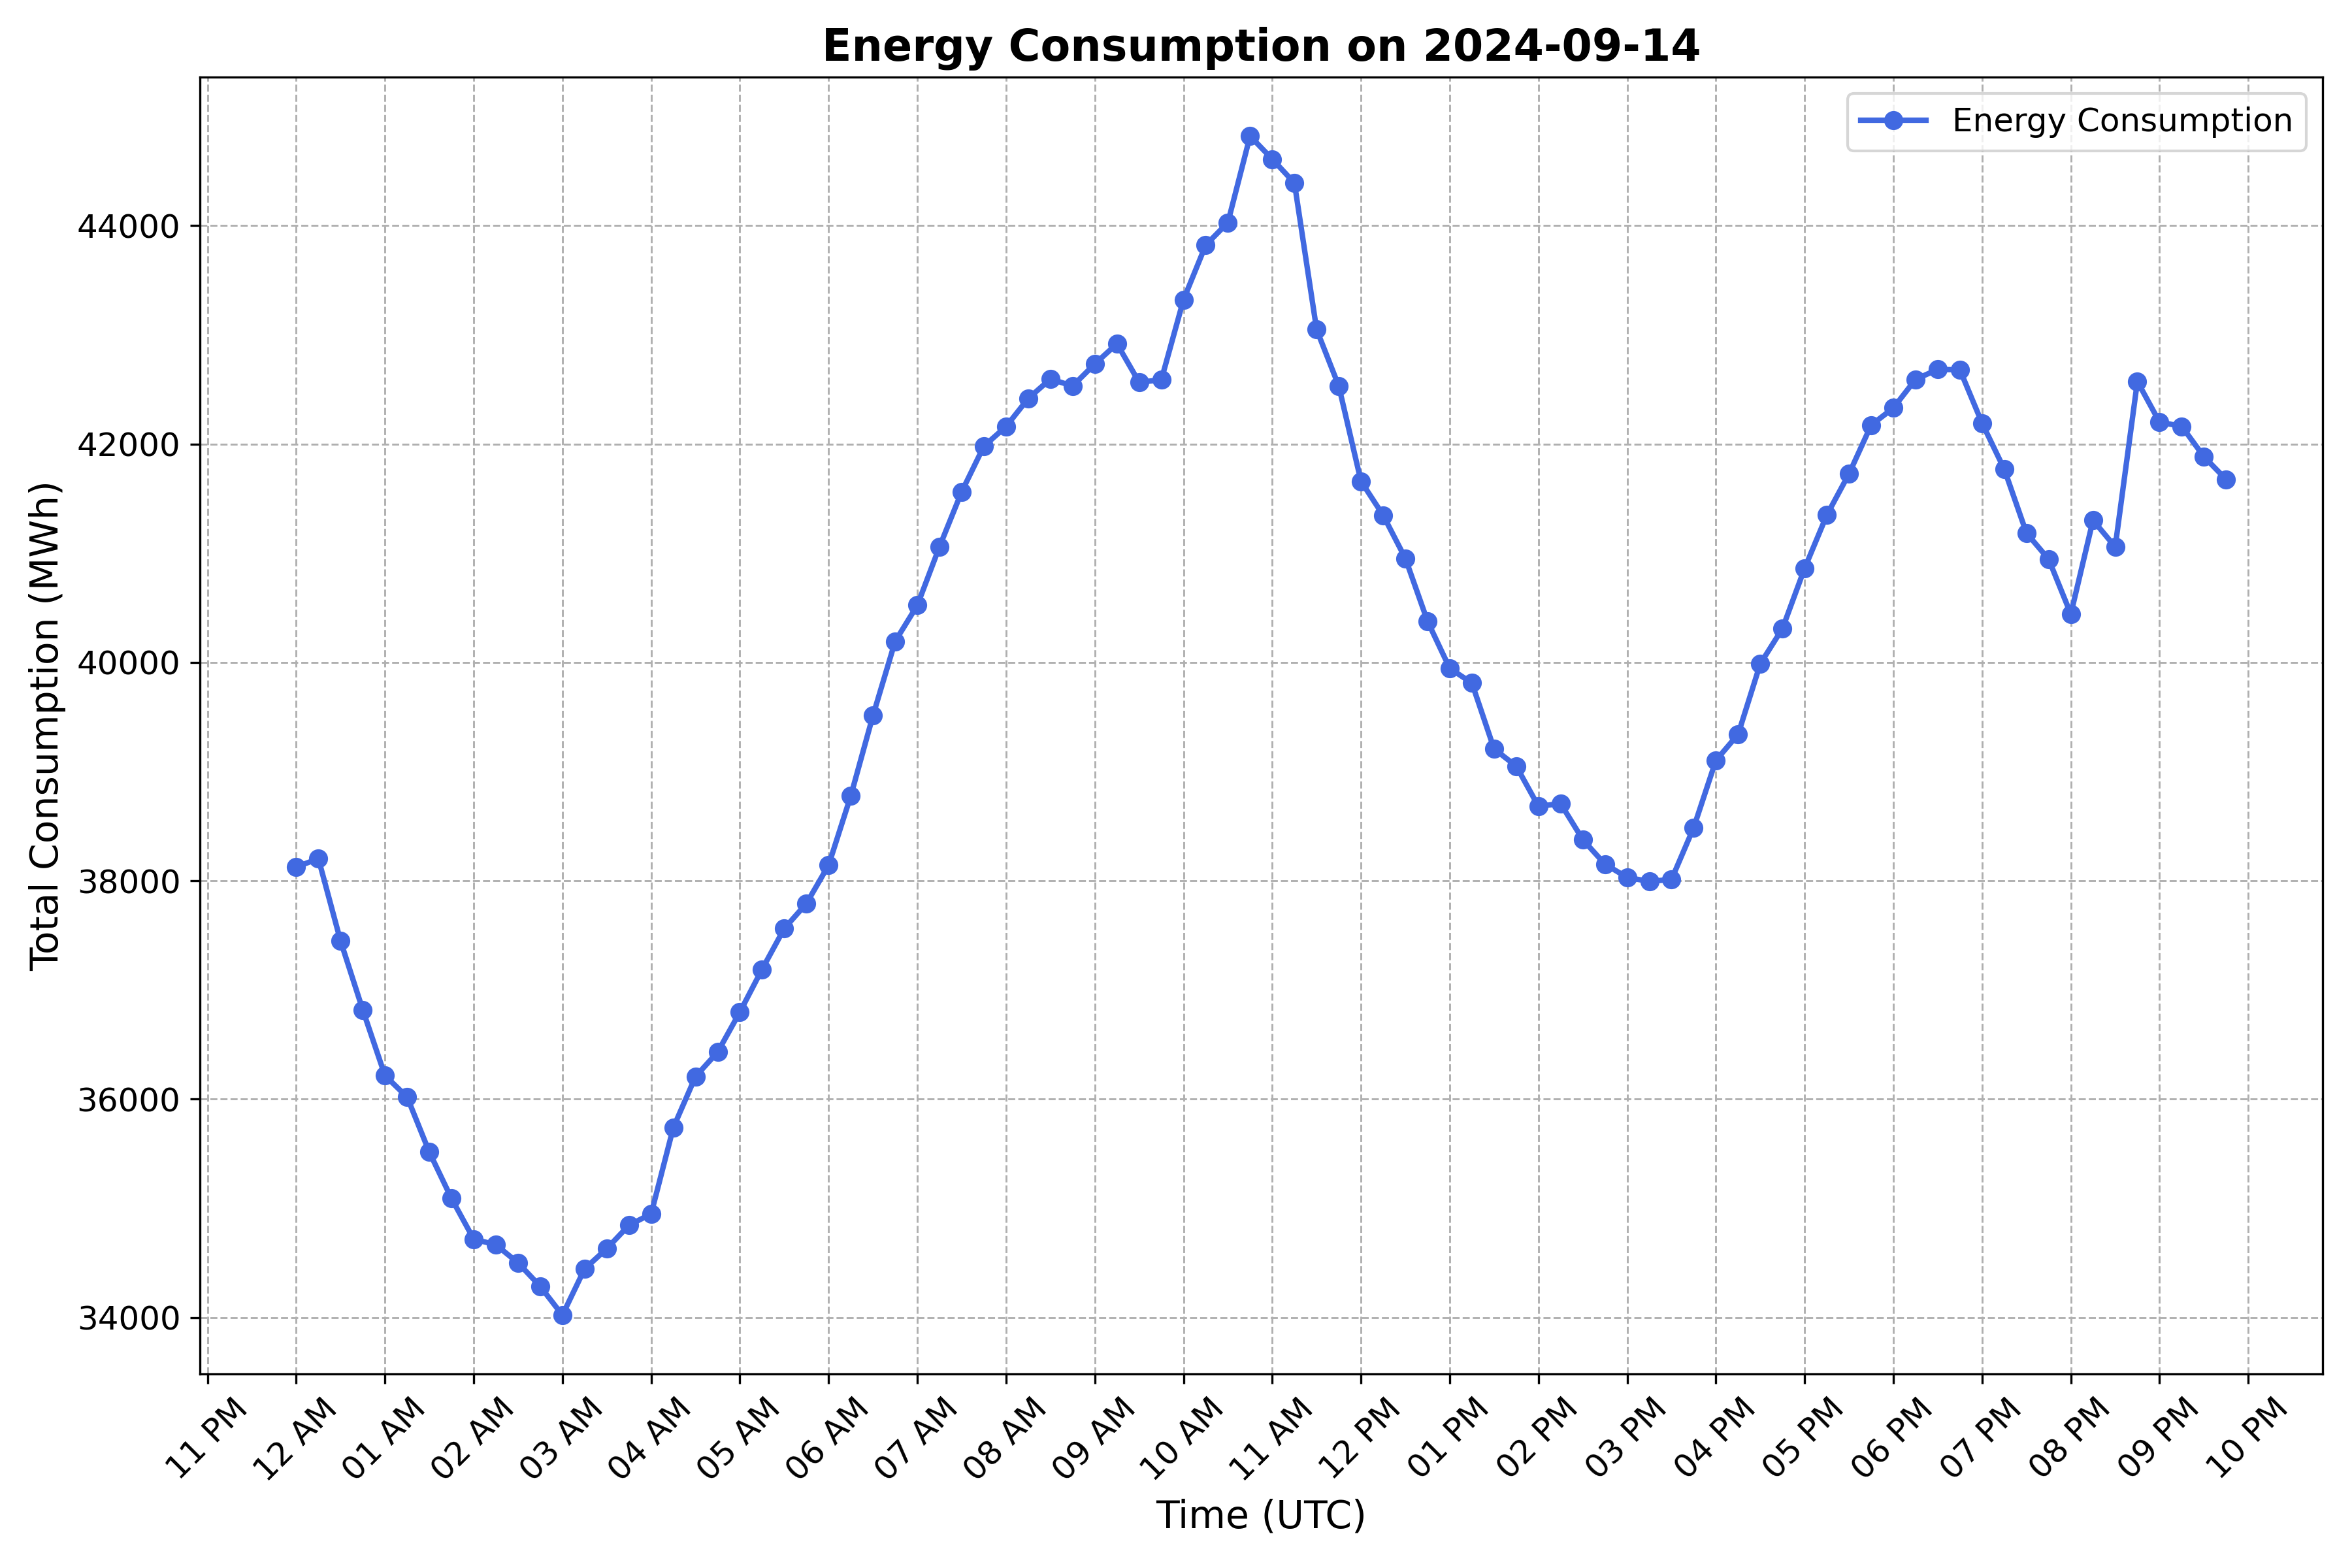 Energy Consumption on 2024-09-14
Energy Consumption
Total Consumption (MWh)
44000
42000
40000
38000
36000
34000
11 PM
12 AM
01 AM
02 AM
03 AM
04 AM
05 AM
06 AM
07 AM
08 AM
09 AM
10 AM
11 AM
12 PM
01 PM
02 PM
03 PM
04 PM
05 PM
06 PM
07 PM
08 PM
09 PM
10 PM
Time (UTC)